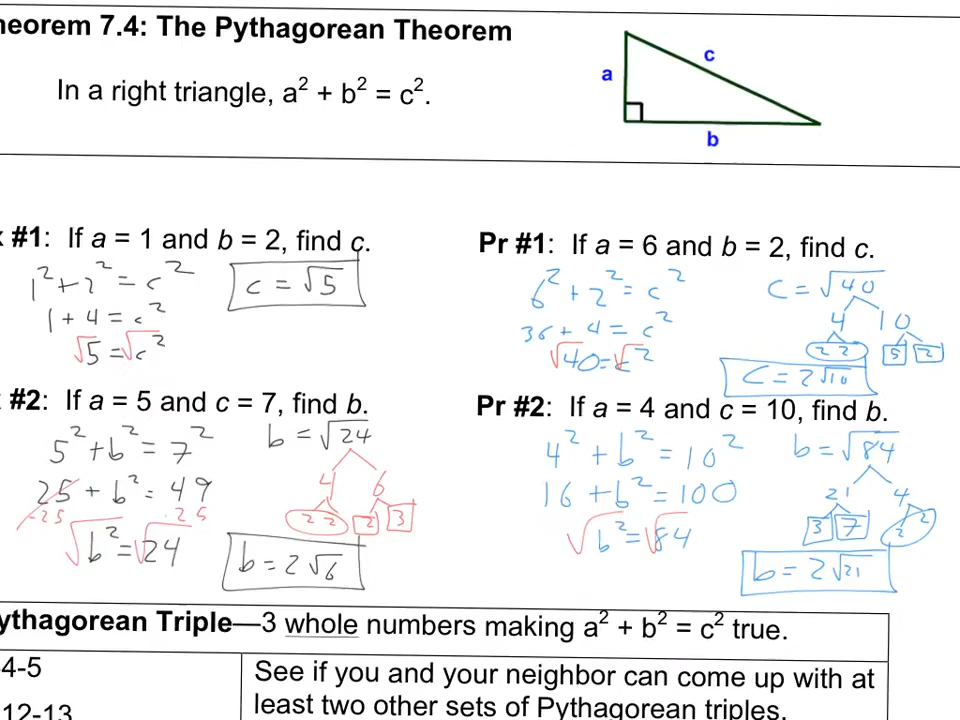 heorem 7.4: The Pythagorean Theorem
In a right triangle, a² + b² = c².
a
c
b
#1: If a = 1 and b = 2, find c.
1² + 2² = c²
1 + 4 = c²
√5 = √c²
c = √5
Pr #1: If a = 6 and b = 2, find c.
6² + 2² = c²
36 + 4 = c²
√40 = √c²
c = √40
4 10
2 2 5 2
C = 2√10
#2: If a = 5 and c = 7, find b.
5² + b² = 7²
25 + b² = 49
-25 -25
√b² = √24
b = √24
4 6
2 2 2 3
b = 2√6
Pr #2: If a = 4 and c = 10, find b.
4² + b² = 10²
16 + b² = 100
√b² = √84
b = √84
21 4
3 7 2 2
b = 2√21
ythagorean Triple—3 whole numbers making a² + b² = c² true.
4-5
12-13
See if you and your neighbor can come up with at
least two other sets of Pythagorean triples.